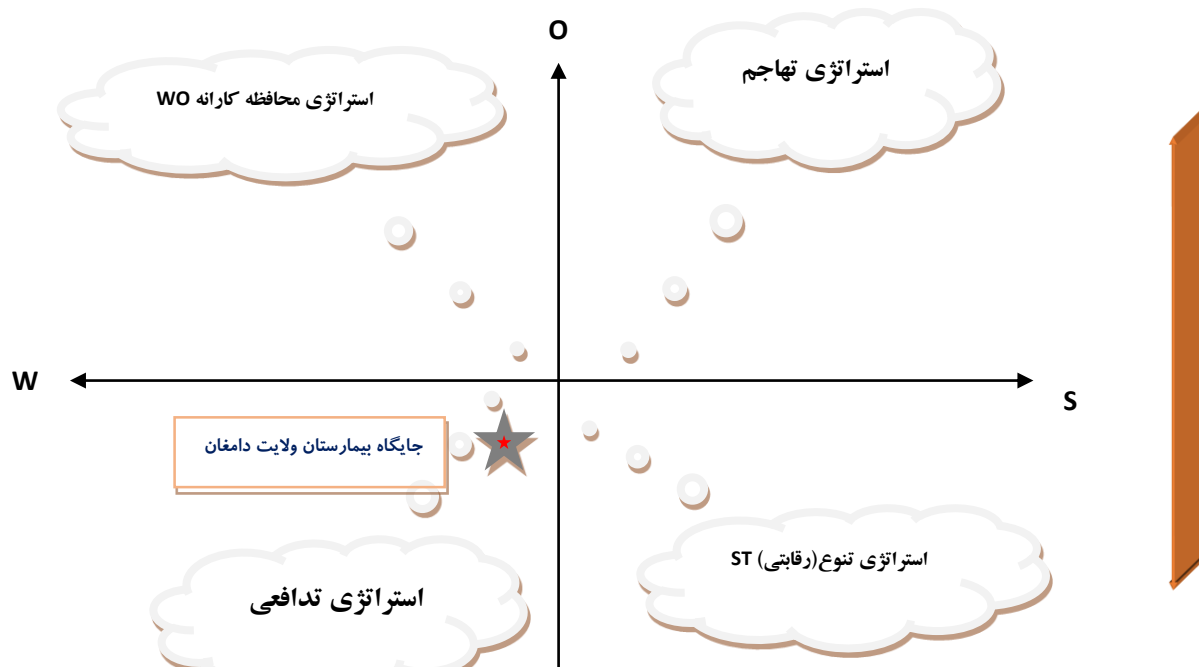 O
استراتژی تهاجم
استراتژی محافظه کارانه WO
W
S
جایگاه بیمارستان ولایت دامغان
استراتژی تنوع(رقابتی) ST
استراتژی تدافعی